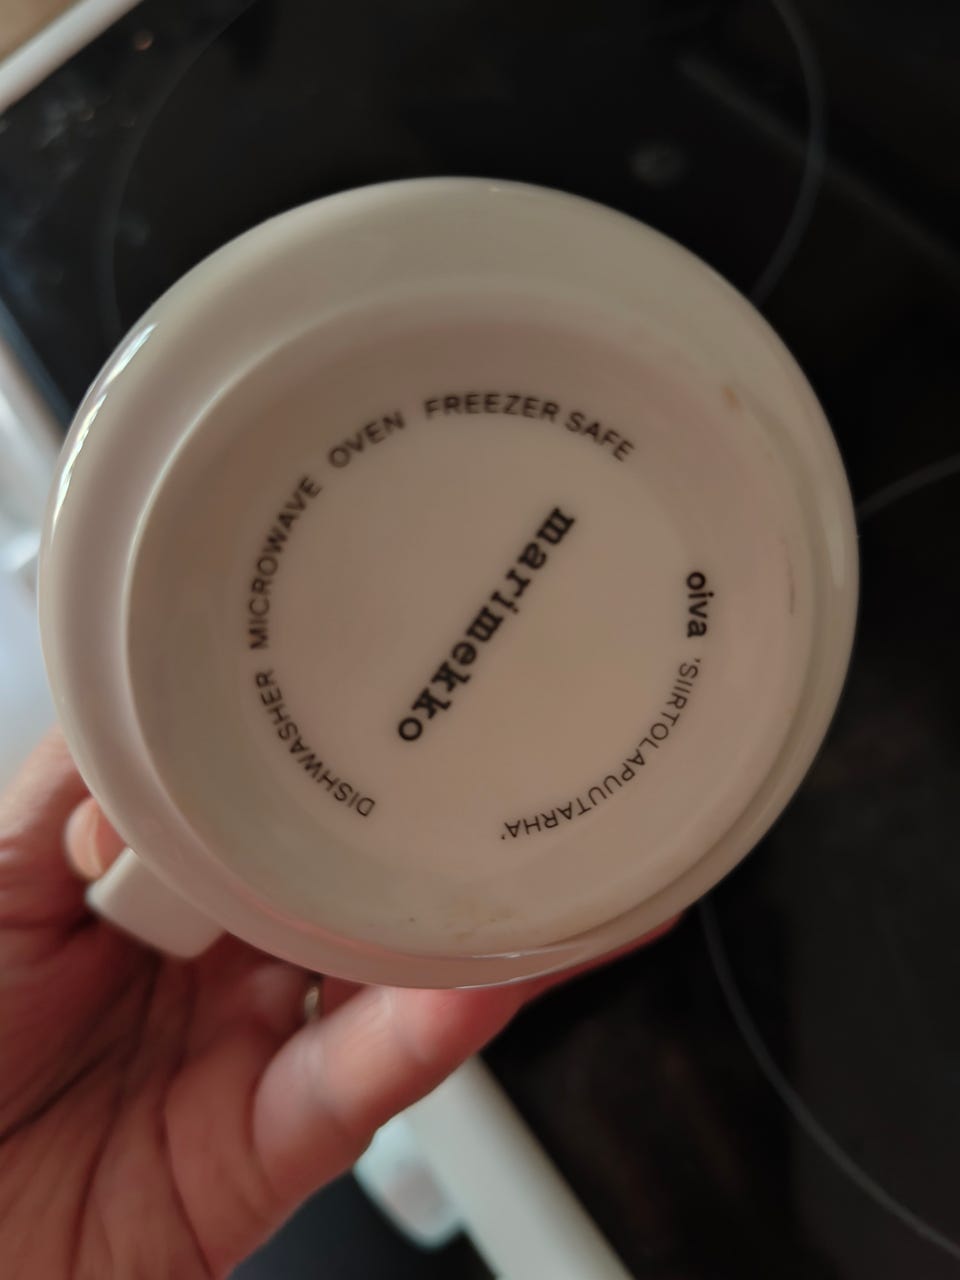 DISHWASHER MICROWAVE OVEN FREEZER SAFE
marimekko
oiva 'SIIRTOLAPUUTARHA'